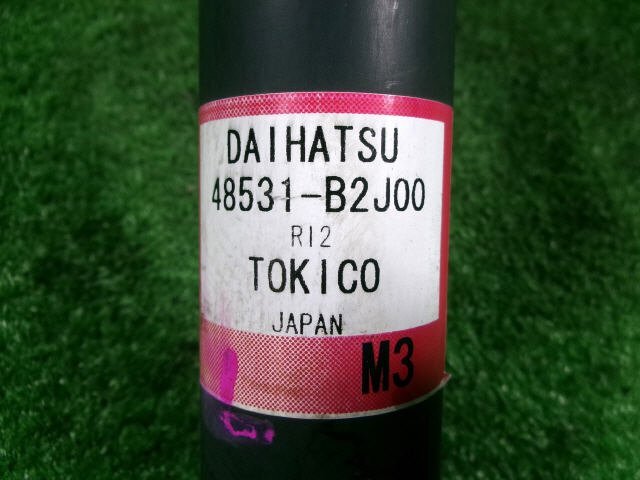 DAIHATSU
48531-B2J00
R12
TOKICO
JAPAN
M3